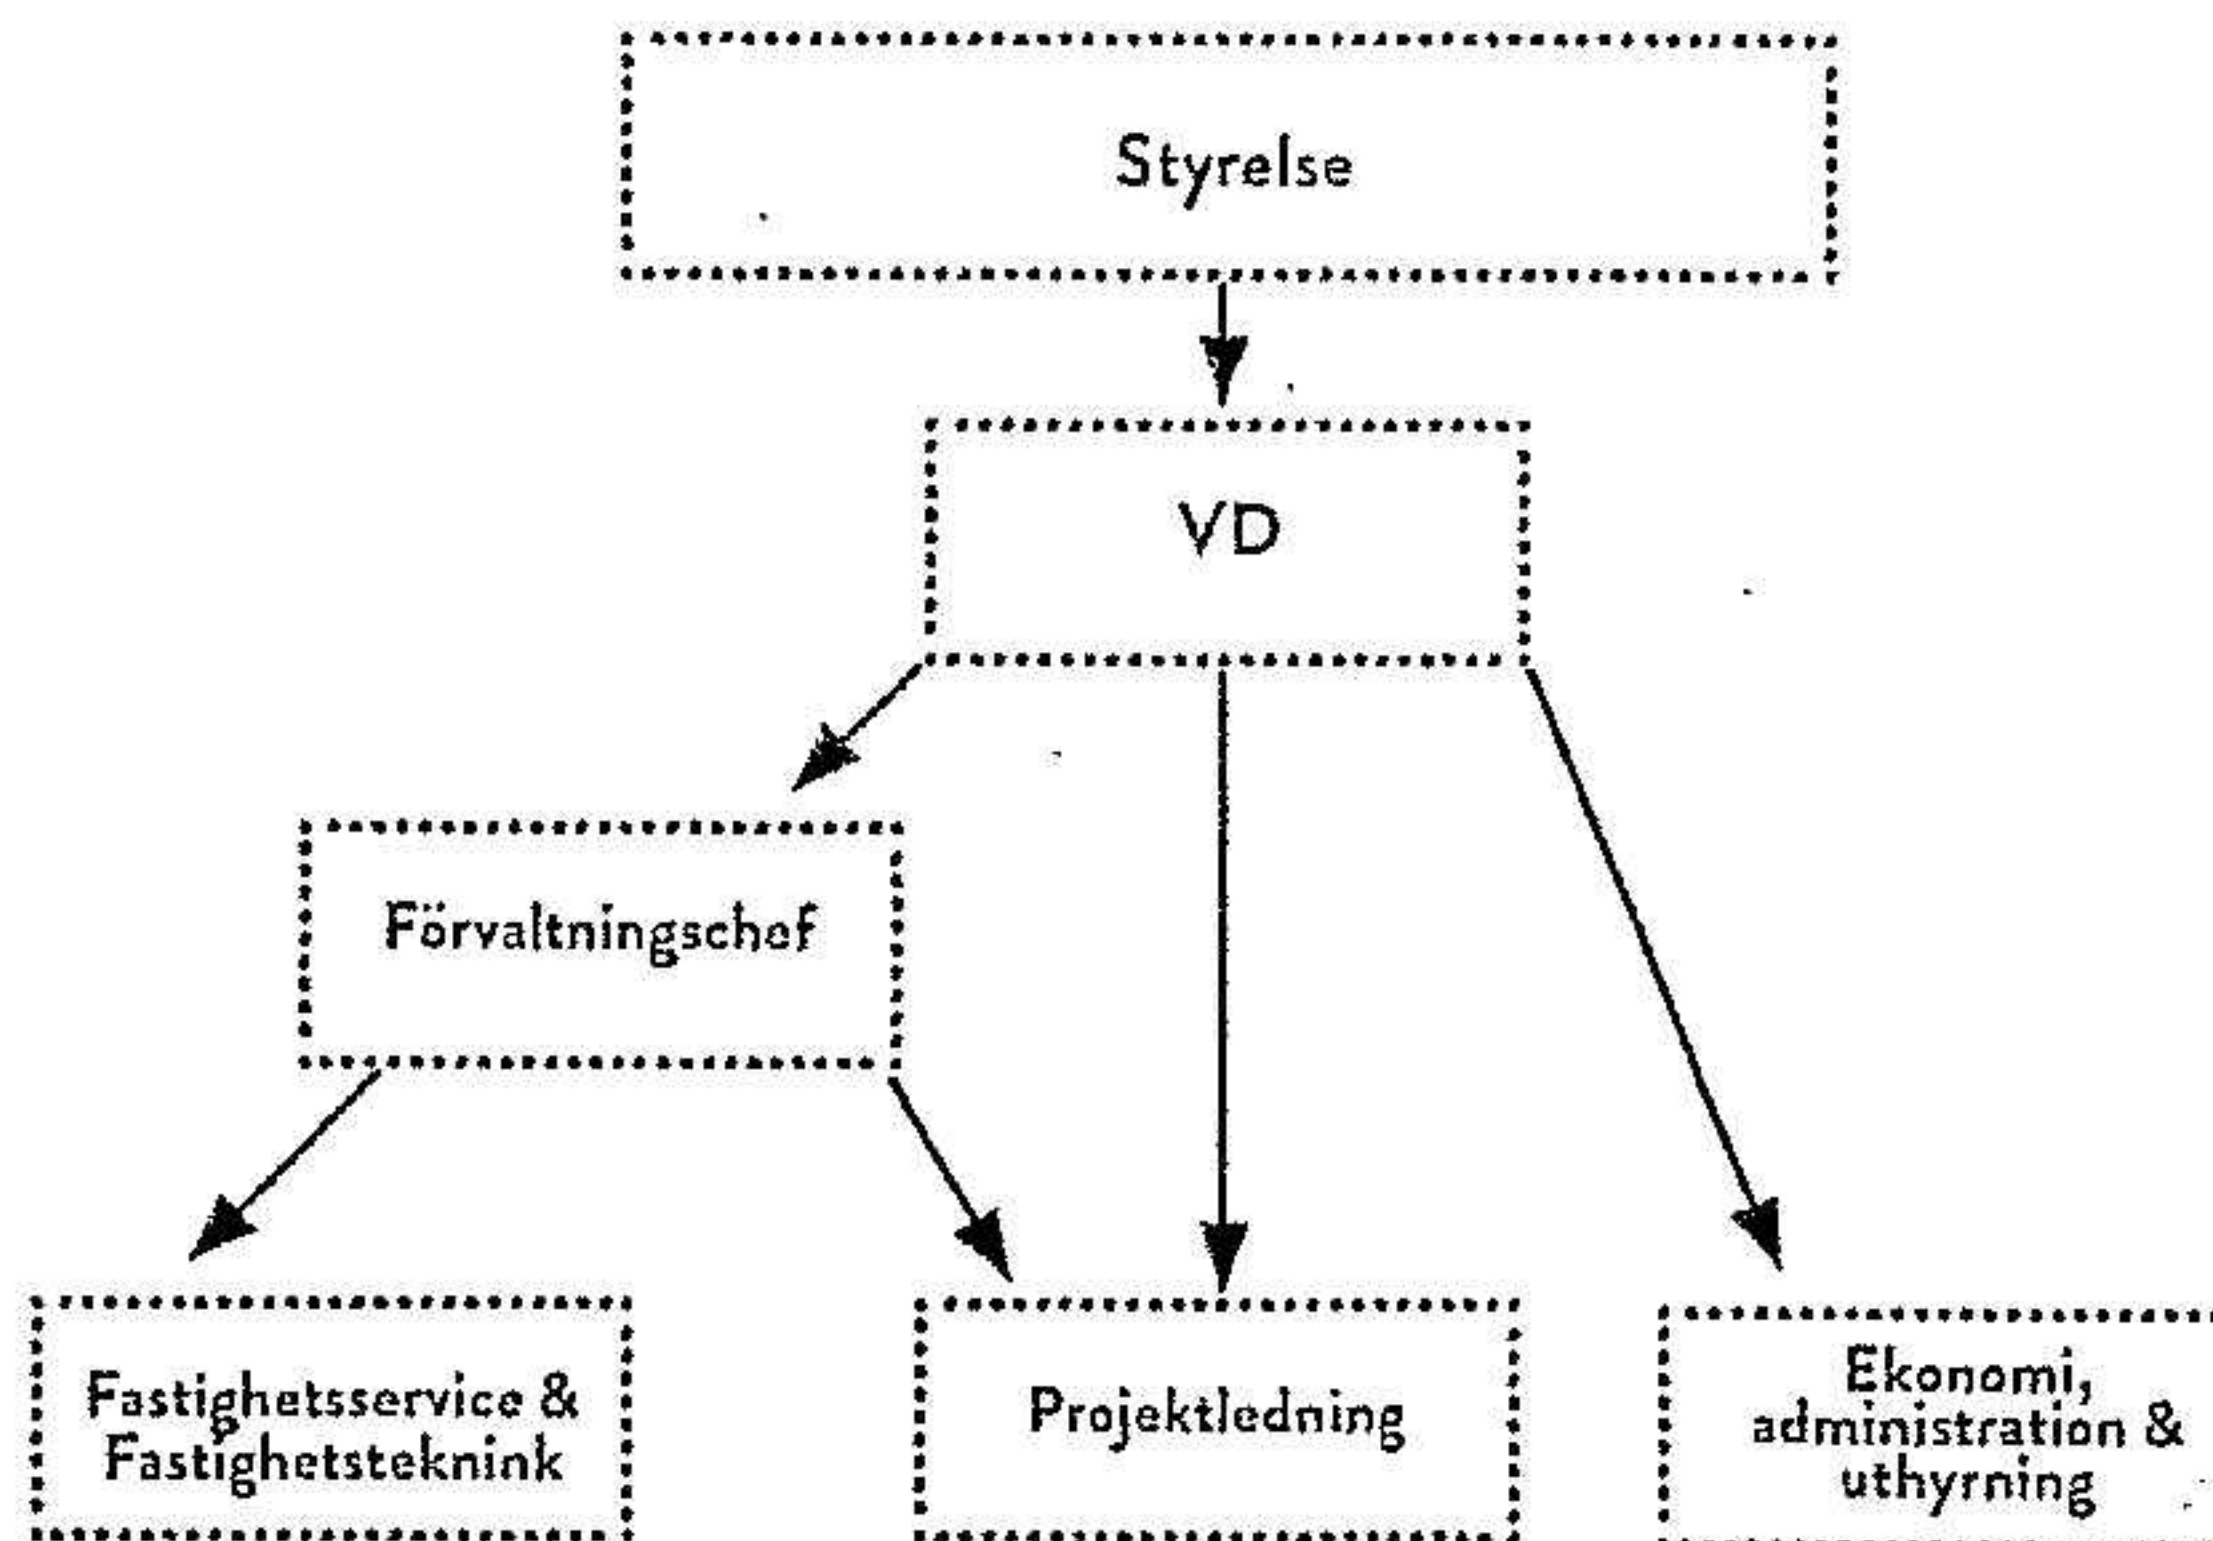 Styrelse
VD
Förvaltningschef
Fastighetsservice &
Fastighetsteknink
Projektledning
Ekonomi,
administration &
uthyrning